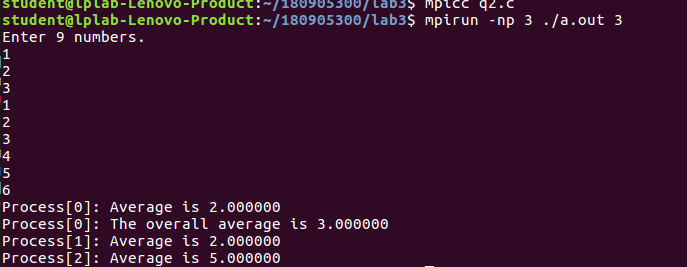 student@lplab-Lenovo-Product:~/180905300/lab3$ mpicc q2.c
student@lplab-Lenovo-Product:~/180905300/lab3$ mpirun -np 3 ./a.out 3
Enter 9 numbers.
1
2
3
1
2
3
4
5
6
Process[0]: Average is 2.000000
Process[0]: The overall average is 3.000000
Process[1]: Average is 2.000000
Process[2]: Average is 5.000000